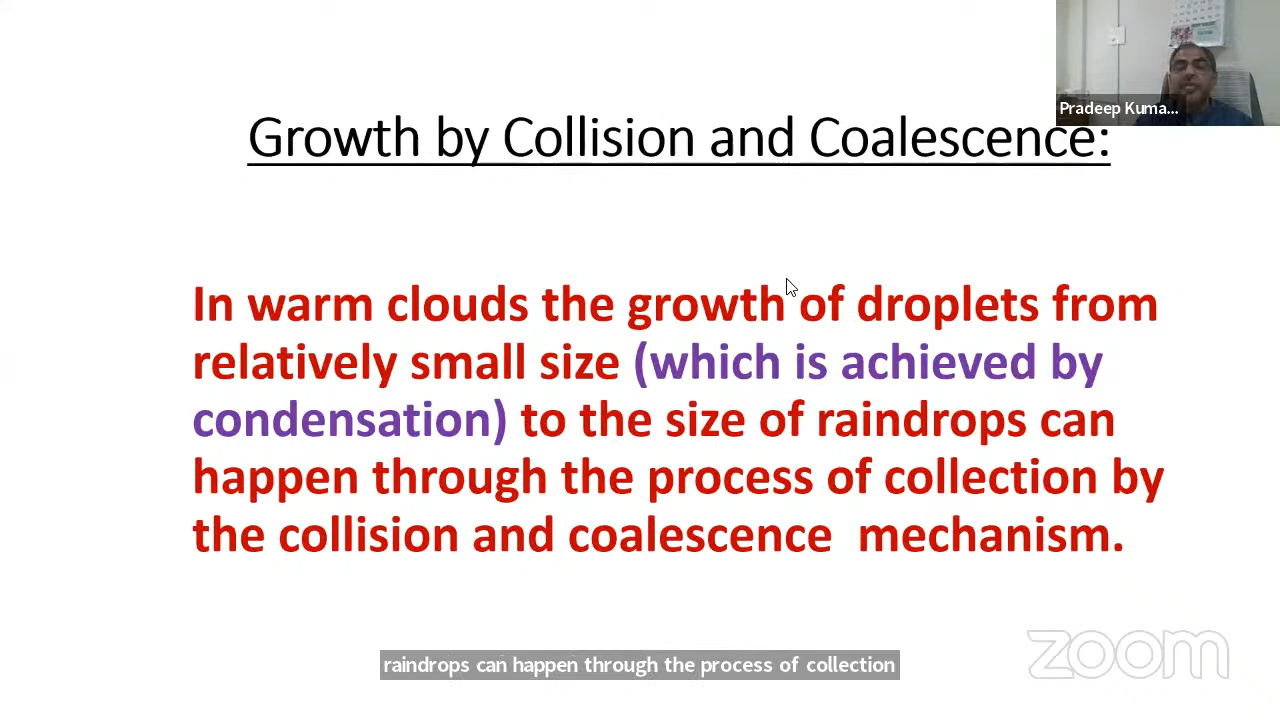 Pradeep Kuma...
Growth by Collision and Coalescence:
In warm clouds the growth of droplets from
relatively small size (which is achieved by
condensation) to the size of raindrops can
happen through the process of collection by
the collision and coalescence mechanism.
raindrops can happen through the process of collection
zoom